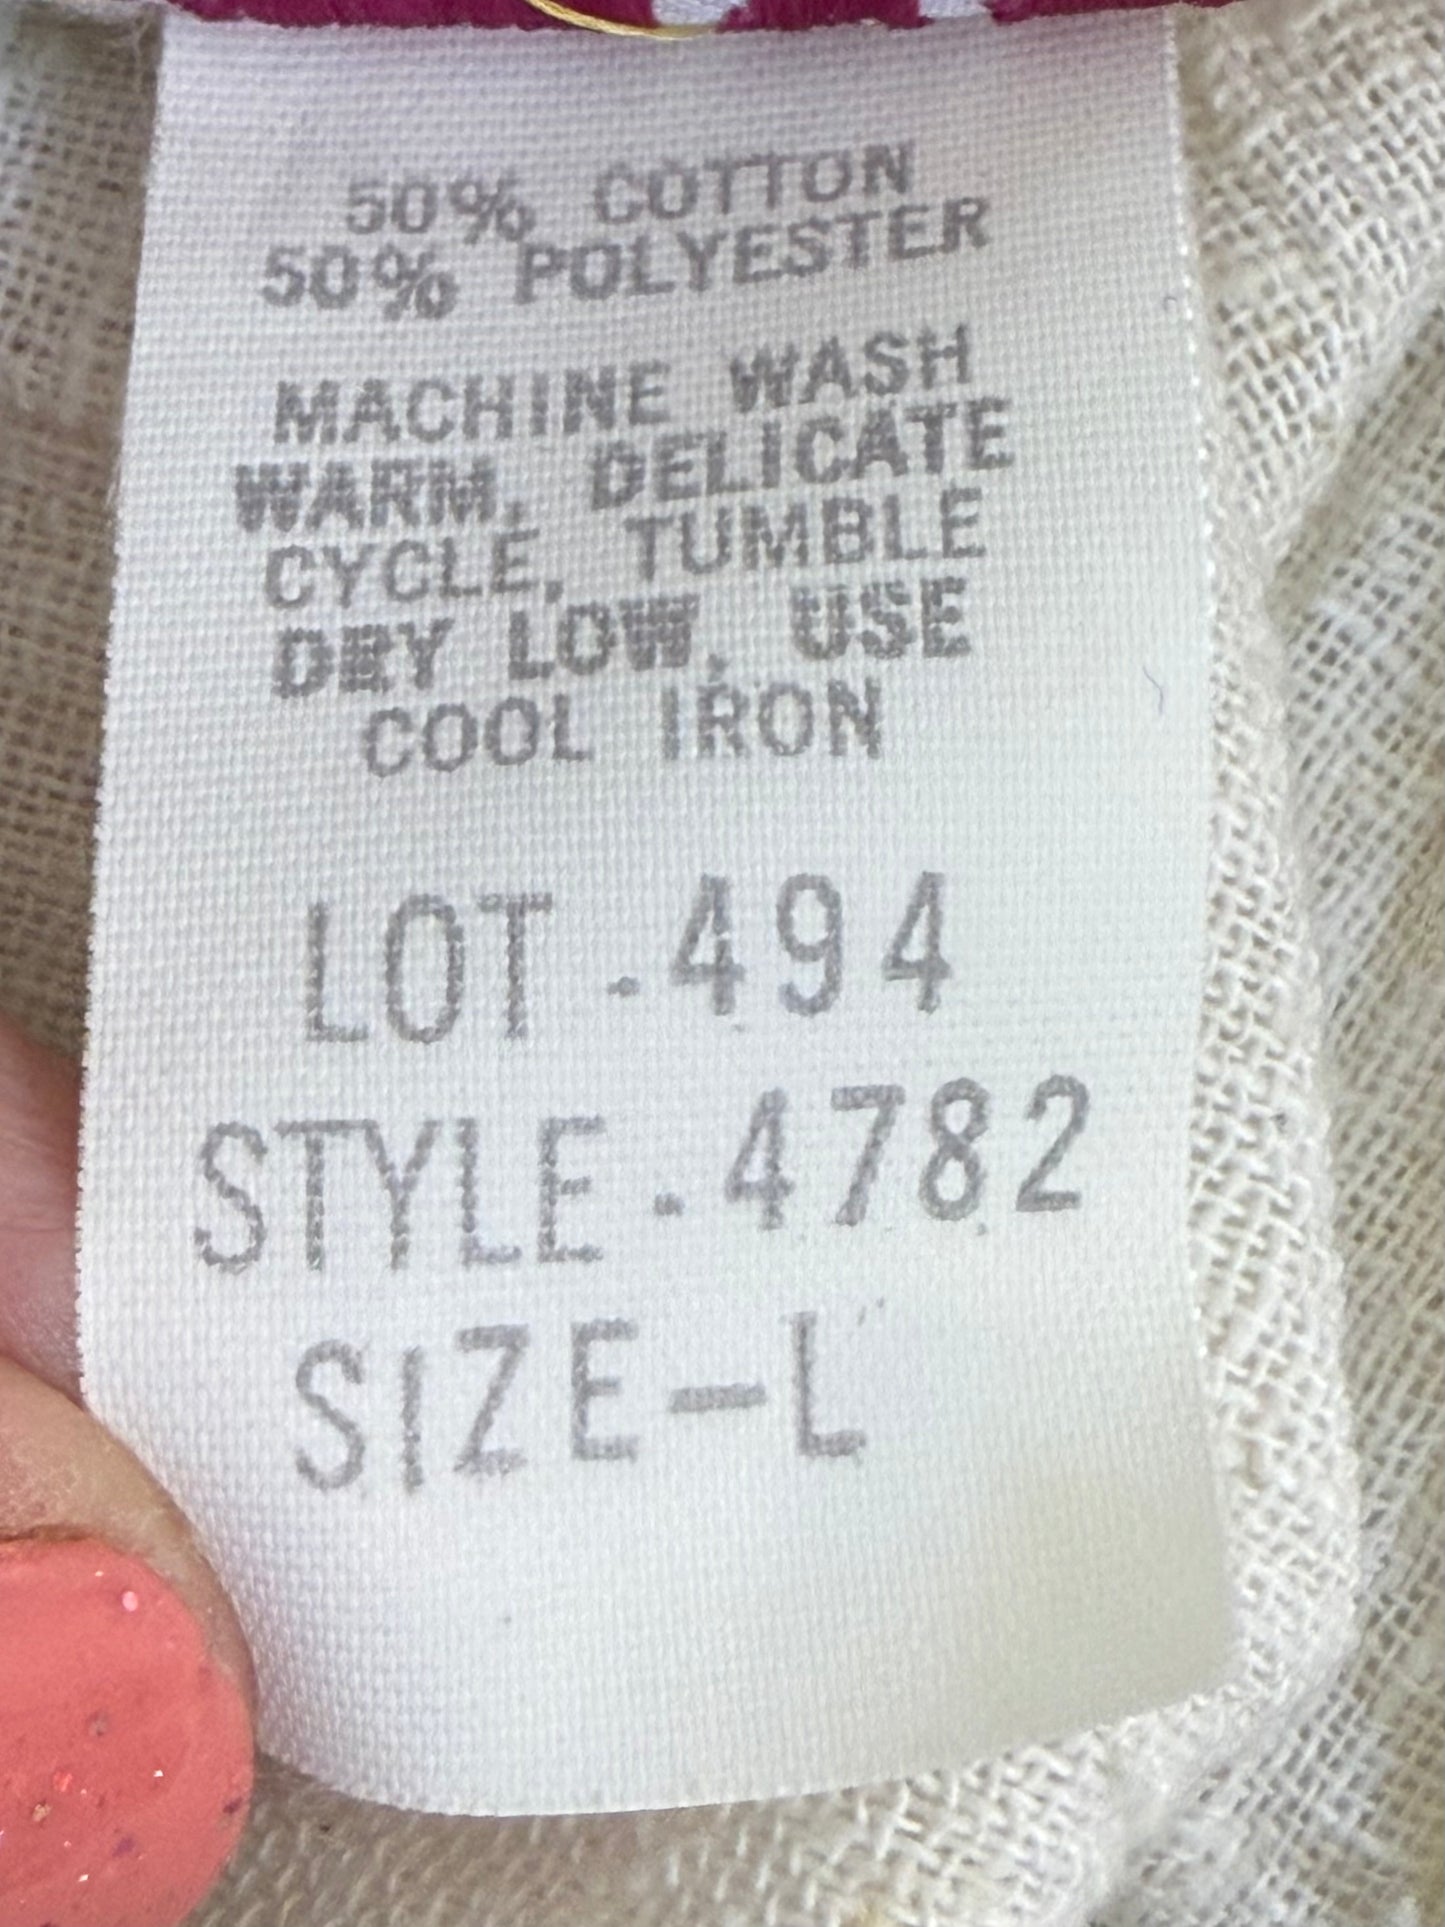 50% COTTON
50% POLYESTER
MACHINE WASH
WARM, DELICATE
CYCLE, TUMBLE
DRY LOW, USE
COOL IRON
LOT.494
STYLE.4782
SIZE-L